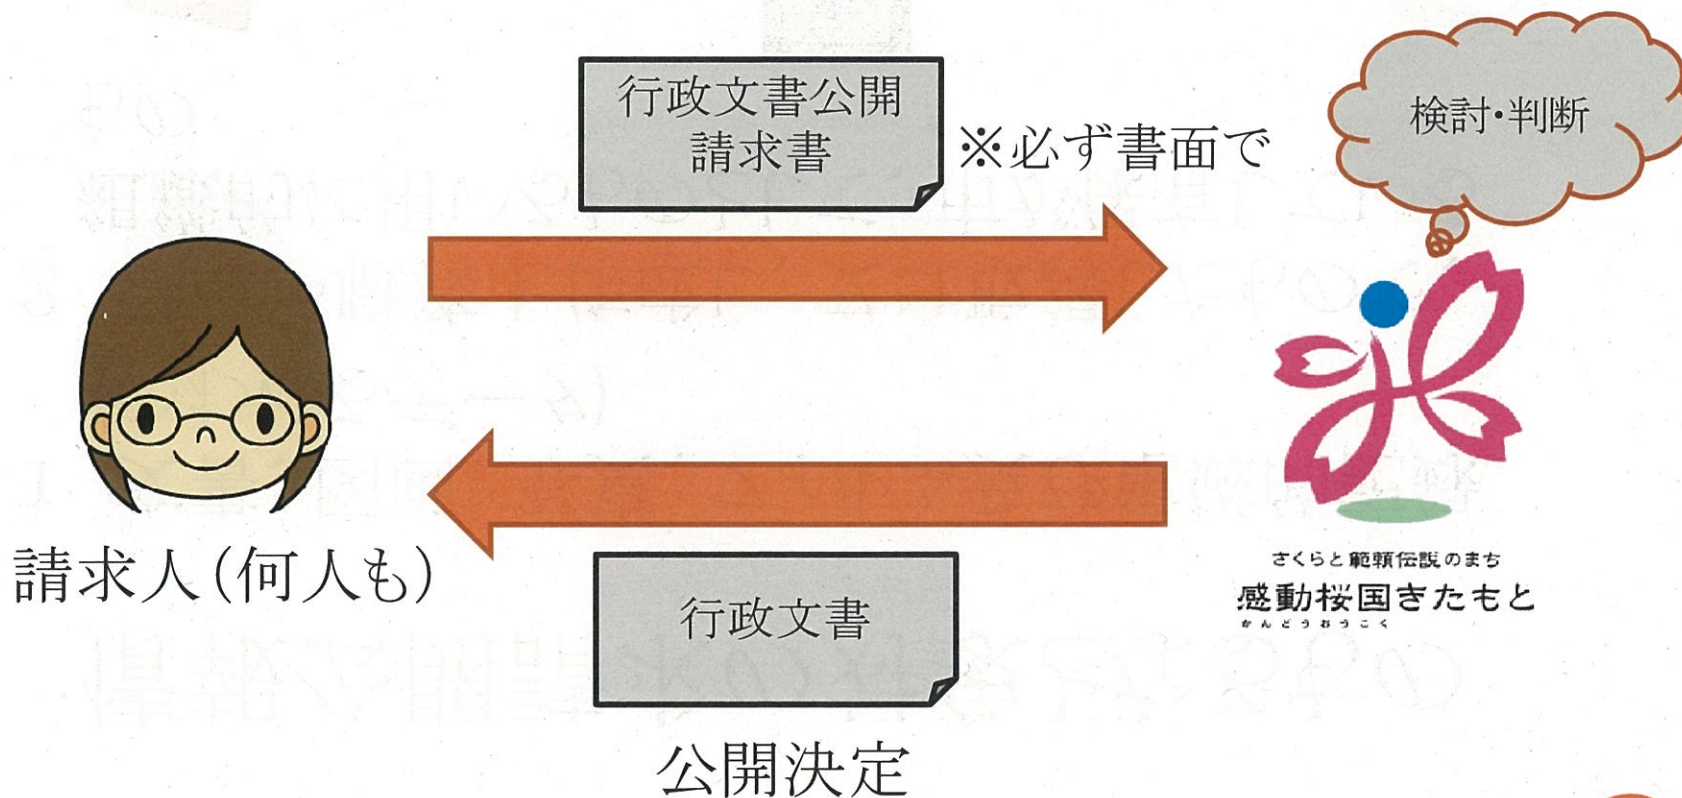 行政文書公開
請求書
※必ず書面で
検討・判断
請求人(何人も)
さくらと範頼伝説のまち
感動桜国きたもと
かんどうおうこく
行政文書
公開決定